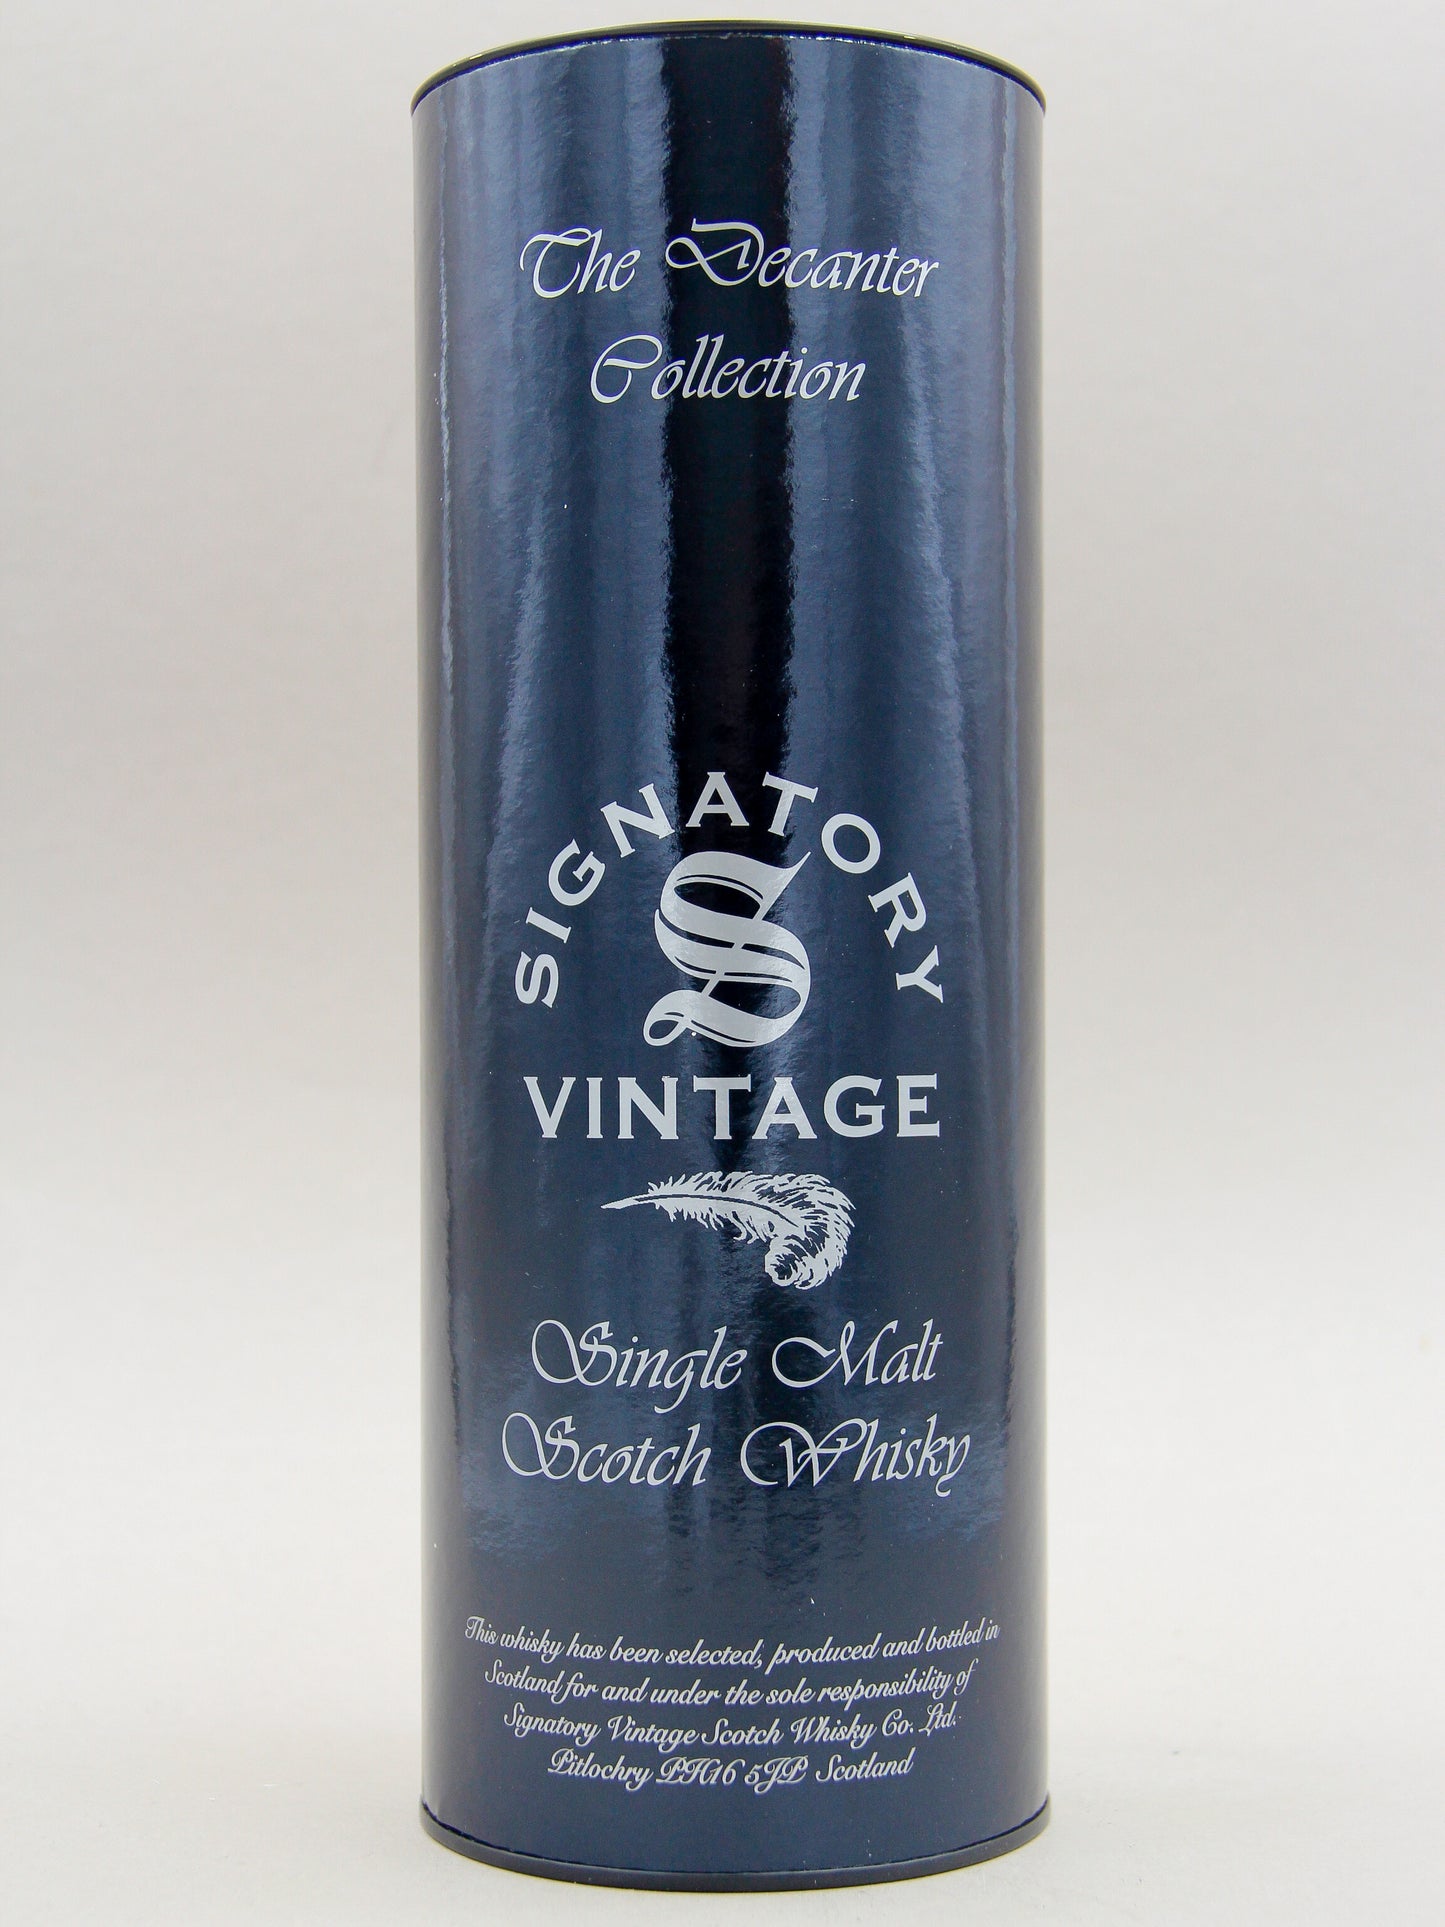 The Decanter
Collection
SIGNATORY
S
VINTAGE
Single Malt
Scotch Whisky
This whisky has been selected, produced and bottled in
Scotland for and under the sole responsibility of
Signatory Vintage Scotch Whisky Co. Ltd.
Pitlochry PH16 5JP Scotland